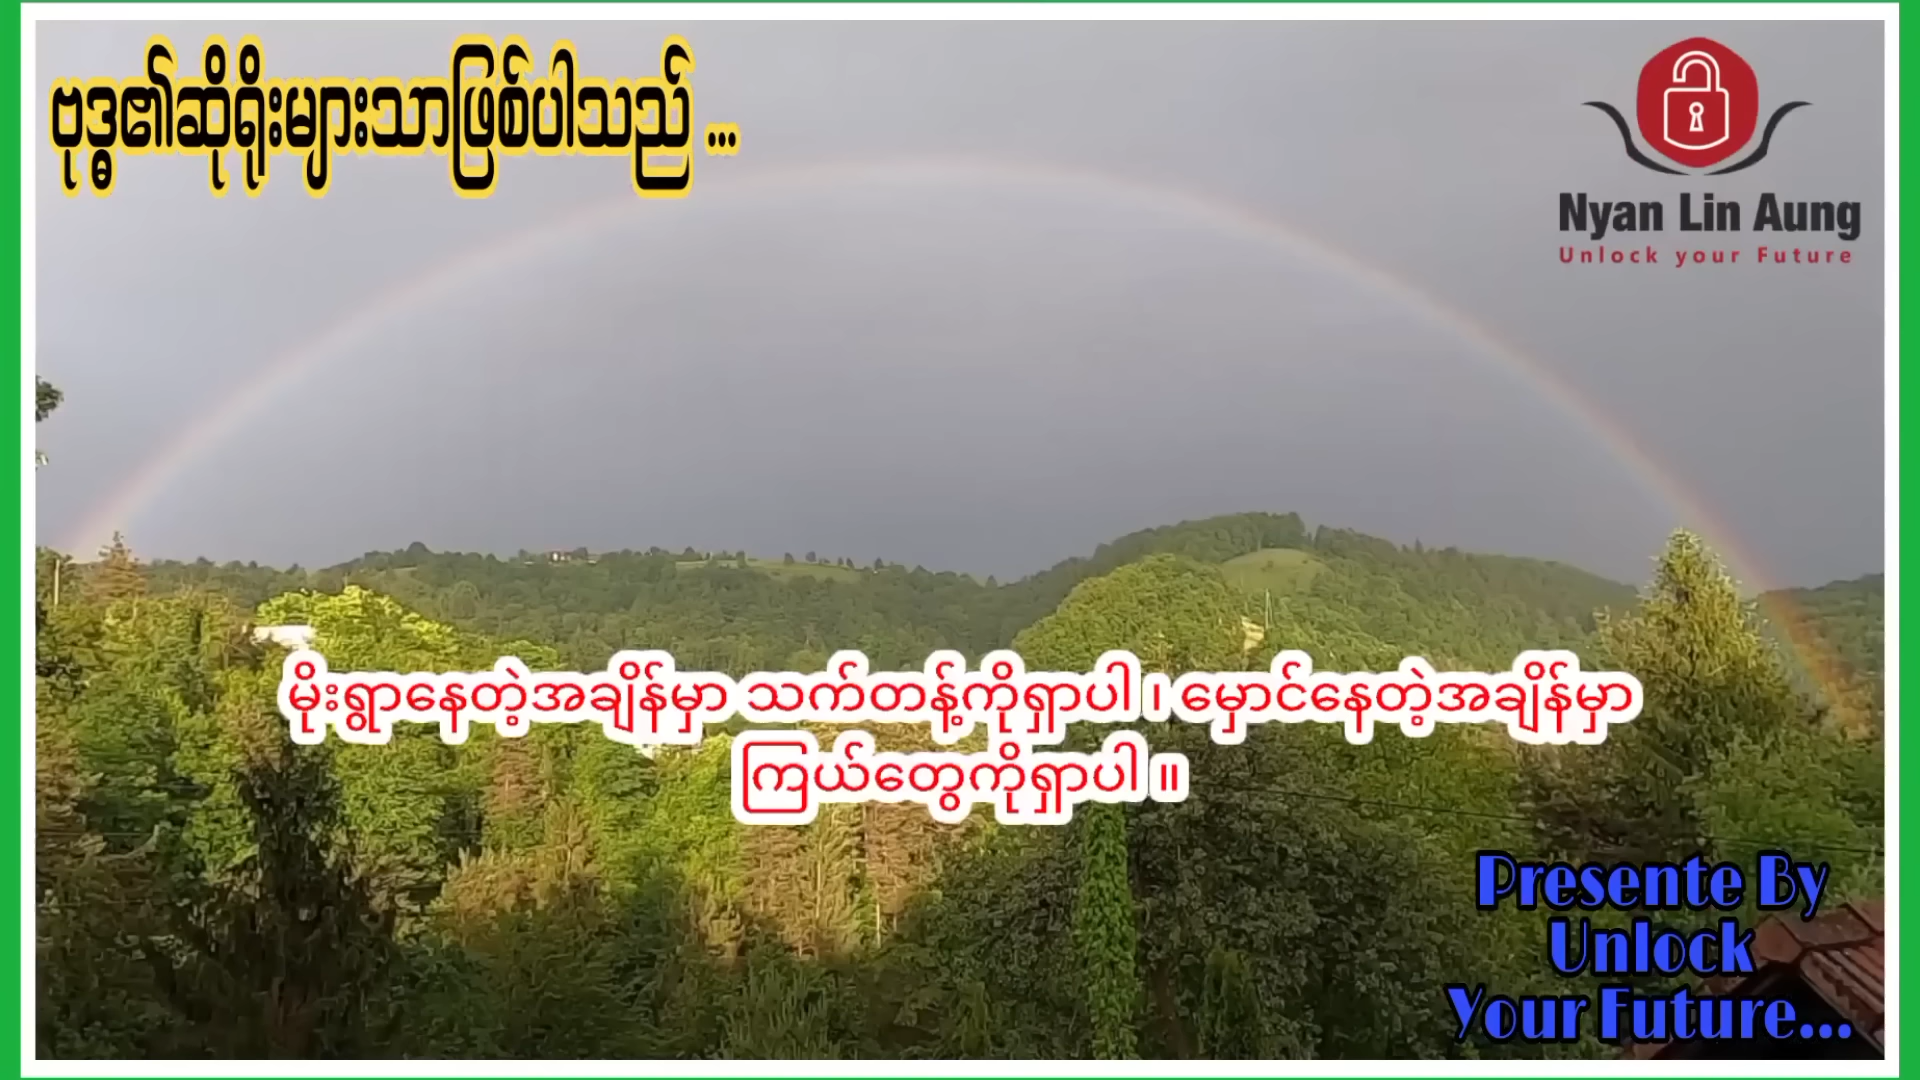 ဗုဒ္ဓ၏ဆိုရိုးများသာဖြစ်ပါသည် ...
Nyan Lin Aung
Unlock your Future
မိုးရွာနေတဲ့အချိန်မှာ သက်တန့်ကိုရှာပါ ၊ မှောင်နေတဲ့အချိန်မှာ
ကြယ်တွေကိုရှာပါ ။
Presente By
Unlock
Your Future...